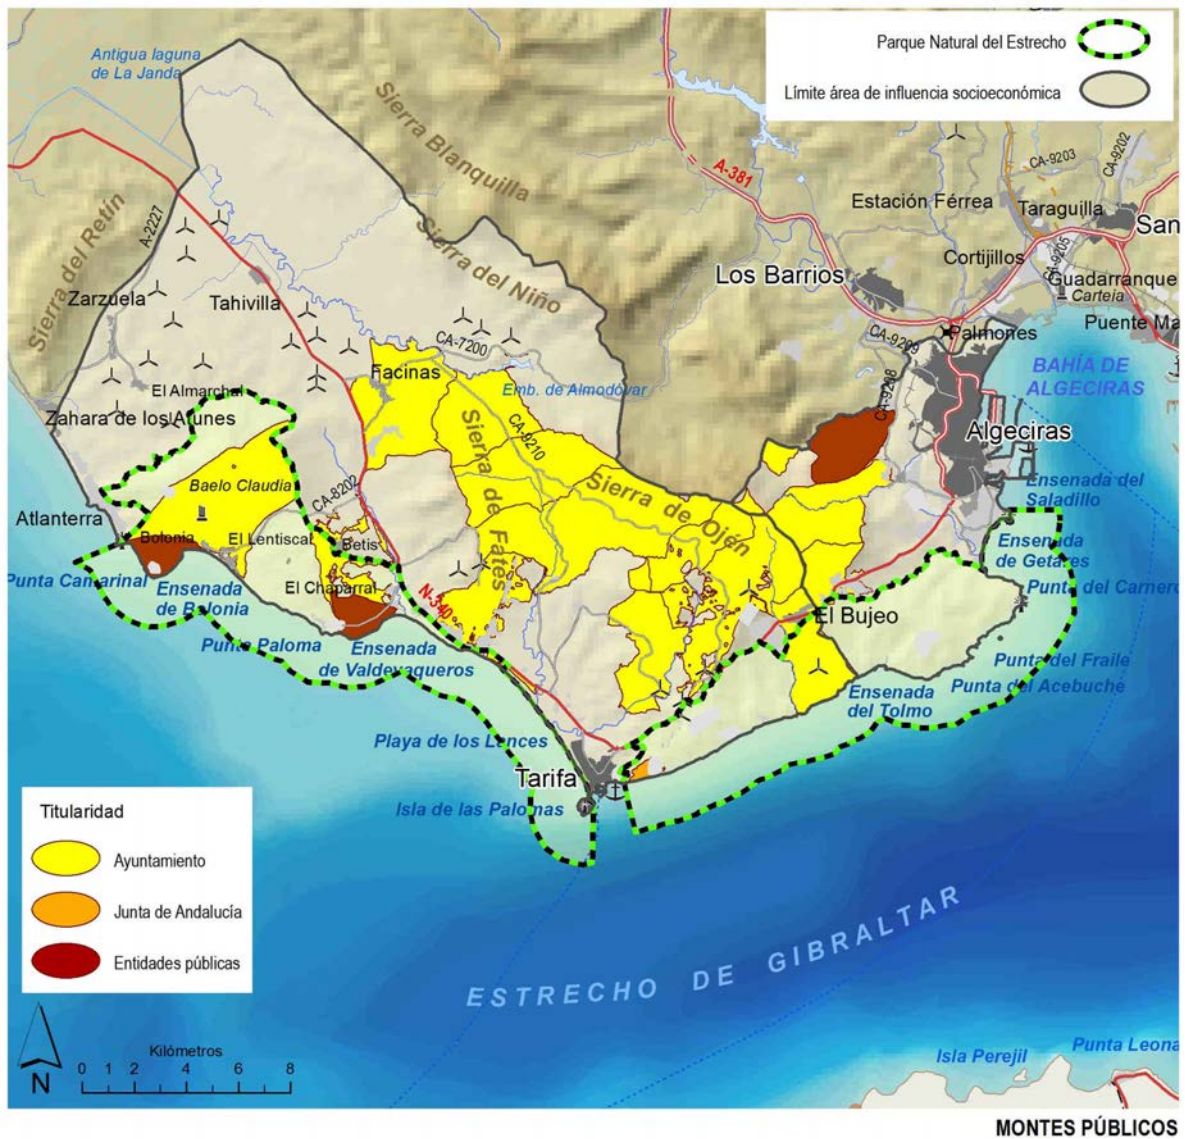 Parque Natural del Estrecho
Límite área de influencia socioeconómica
Antigua laguna
de La Janda
Sierra Blanquilla
Sierra del Niño
Sierra del Retín
A-2227
A-381
CA-9203
CA-9202
Estación Férrea
Taraguilla
San
CA-9205
Cortijillos
Los Barrios
Guadarranque
Carteia
Zarzuela
Tahivilla
Puente Ma
Palmones
CA-9209
CA-7200
BAHÍA DE
ALGECIRAS
Facinas
Emb. de Almodóvar
CA-9208
El Almarchal
Zahara de los Atunes
Sierra de Fates
CA-9210
Algeciras
Sierra de Ojén
Baelo Claudia
CA-8202
Ensenada del
Saladillo
Atlanterra
Bolonia
El Lentiscal
Betis
Ensenada
de Getares
Punta Camarinal
Ensenada
de Bolonia
El Chaparral
N-340
Punta del Carnero
El Bujeo
Punta Paloma
Ensenada
de Valdevaqueros
Punta del Fraile
Punta del Acebuche
Ensenada
del Tolmo
Playa de los Lances
Tarifa
Isla de las Palomas
Titularidad
Ayuntamiento
Junta de Andalucía
Entidades públicas
ESTRECHO DE GIBRALTAR
N
Kilómetros
0 1 2 4 6 8
Isla Perejil
Punta Leona
MONTES PÚBLICOS